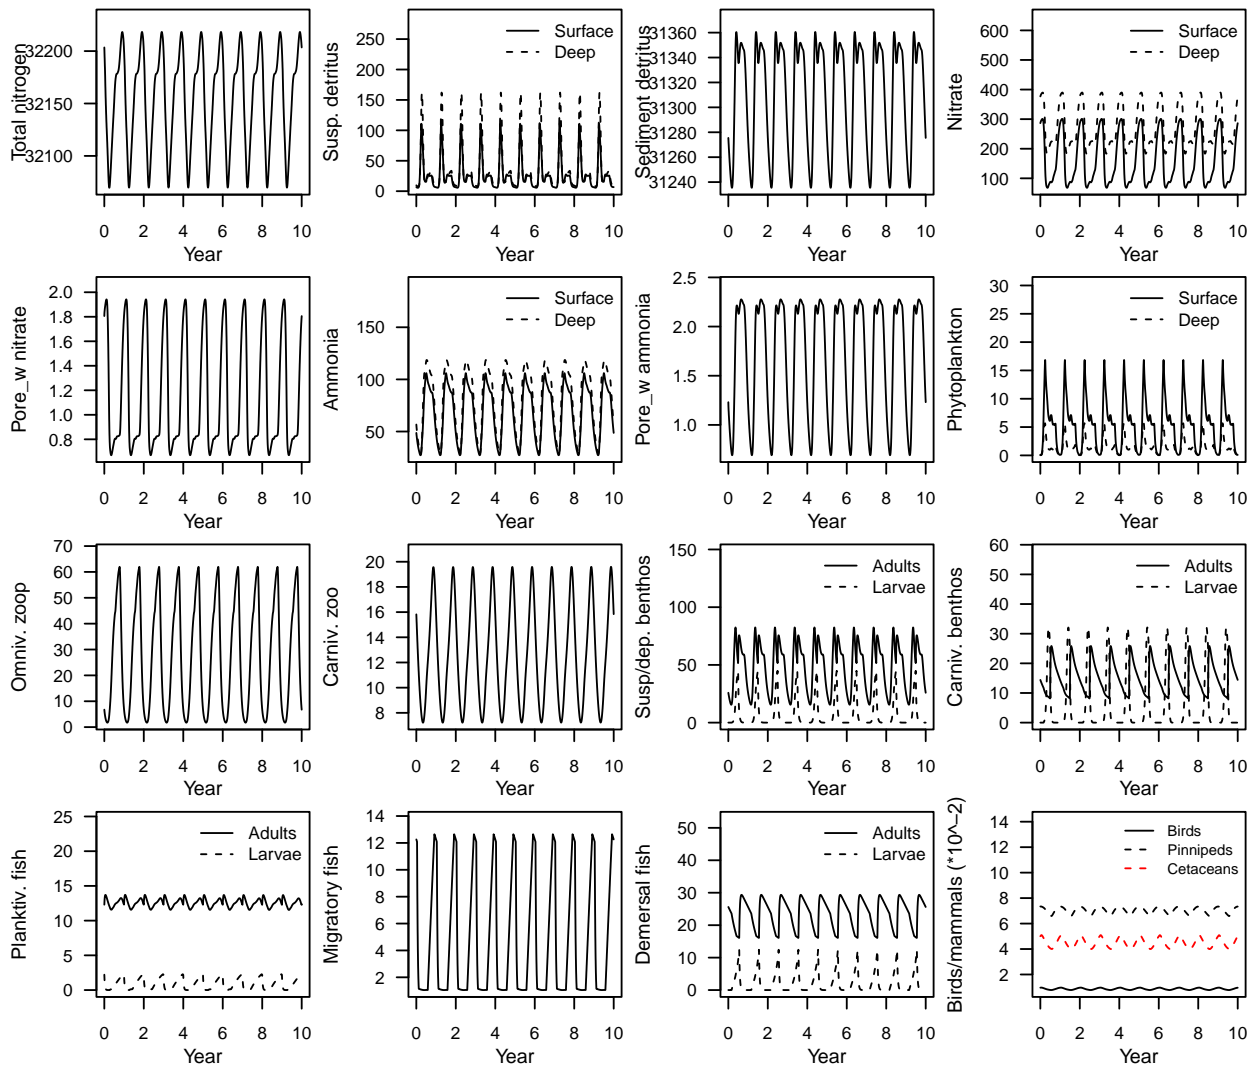 Total nitrogen
32200
32150
32100
0 2 4 6 8 10
Year
Susp. detritus
250
200
150
100
50
0
Surface
Deep
0 2 4 6 8 10
Year
Sediment detritus
31360
31340
31320
31300
31280
31260
31240
0 2 4 6 8 10
Year
Nitrate
600
500
400
300
200
100
Surface
Deep
0 2 4 6 8 10
Year
Pore_w nitrate
2.0
1.8
1.6
1.4
1.2
1.0
0.8
0 2 4 6 8 10
Year
Ammonia
150
100
50
Surface
Deep
0 2 4 6 8 10
Year
Pore_w ammonia
2.5
2.0
1.5
1.0
0 2 4 6 8 10
Year
Phytoplankton
30
25
20
15
10
5
0
Surface
Deep
0 2 4 6 8 10
Year
Omniv. zoop
70
60
50
40
30
20
10
0
0 2 4 6 8 10
Year
Carniv. zoo
20
18
16
14
12
10
8
0 2 4 6 8 10
Year
Susp/dep. benthos
150
100
50
0
Adults
Larvae
0 2 4 6 8 10
Year
Carniv. benthos
60
50
40
30
20
10
0
Adults
Larvae
0 2 4 6 8 10
Year
Planktiv. fish
25
20
15
10
5
0
Adults
Larvae
0 2 4 6 8 10
Year
Migratory fish
14
12
10
8
6
4
2
0 2 4 6 8 10
Year
Demersal fish
50
40
30
20
10
0
Adults
Larvae
0 2 4 6 8 10
Year
Birds/mammals (*10^−2)
14
12
10
8
6
4
2
Birds
Pinnipeds
Cetaceans
0 2 4 6 8 10
Year